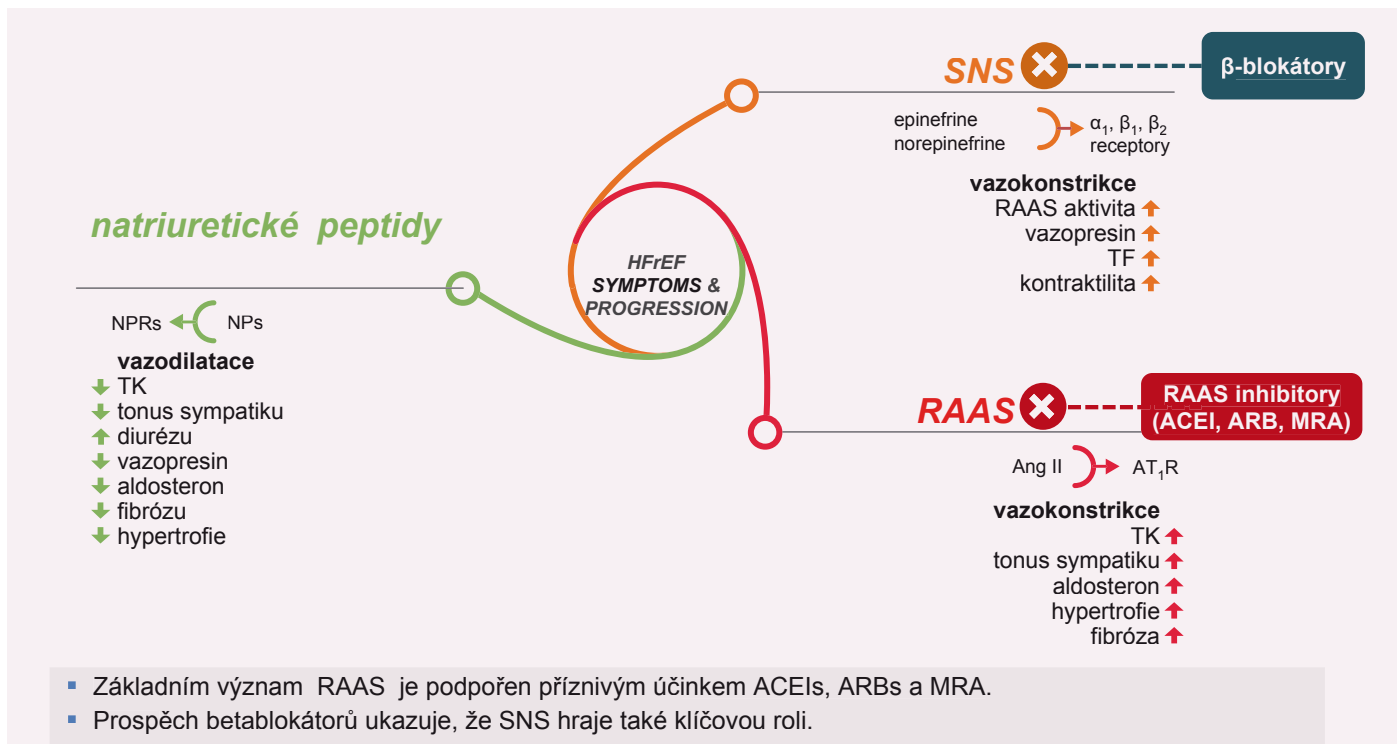 SNS
β-blokátory
epinefrine
norepinefrine
α₁, β₁, β₂
receptory
vazokonstrikce
RAAS aktivita
vazopresin
TF
kontraktilita
natriuretické peptidy
HFrEF
SYMPTOMS &
PROGRESSION
NPRs
NPs
vazodilatace
TK
tonus sympatiku
diurézu
vazopresin
aldosteron
fibrózu
hypertrofie
RAAS
RAAS inhibitory
(ACEI, ARB, MRA)
Ang II
AT₁R
vazokonstrikce
TK
tonus sympatiku
aldosteron
hypertrofie
fibróza
Základním význam RAAS je podpořen příznivým účinkem ACEIs, ARBs a MRA.
Prospěch betablokátorů ukazuje, že SNS hraje také klíčovou roli.